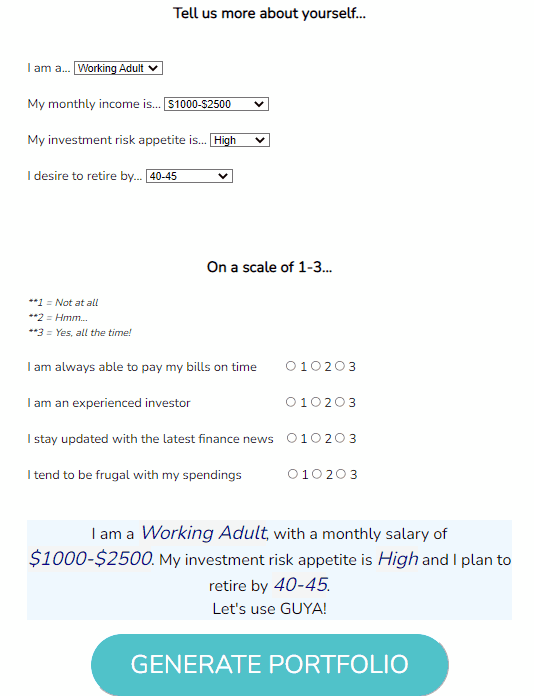 Tell us more about yourself...
I am a... Working Adult
My monthly income is... $1000-$2500
My investment risk appetite is... High
I desire to retire by... 40-45
On a scale of 1-3...
**1 = Not at all
**2 = Hmm...
**3 = Yes, all the time!
I am always able to pay my bills on time 1 2 3
I am an experienced investor 1 2 3
I stay updated with the latest finance news 1 2 3
I tend to be frugal with my spendings 1 2 3
I am a Working Adult, with a monthly salary of
$1000-$2500. My investment risk appetite is High and I plan to
retire by 40-45.
Let's use GUYA!
GENERATE PORTFOLIO